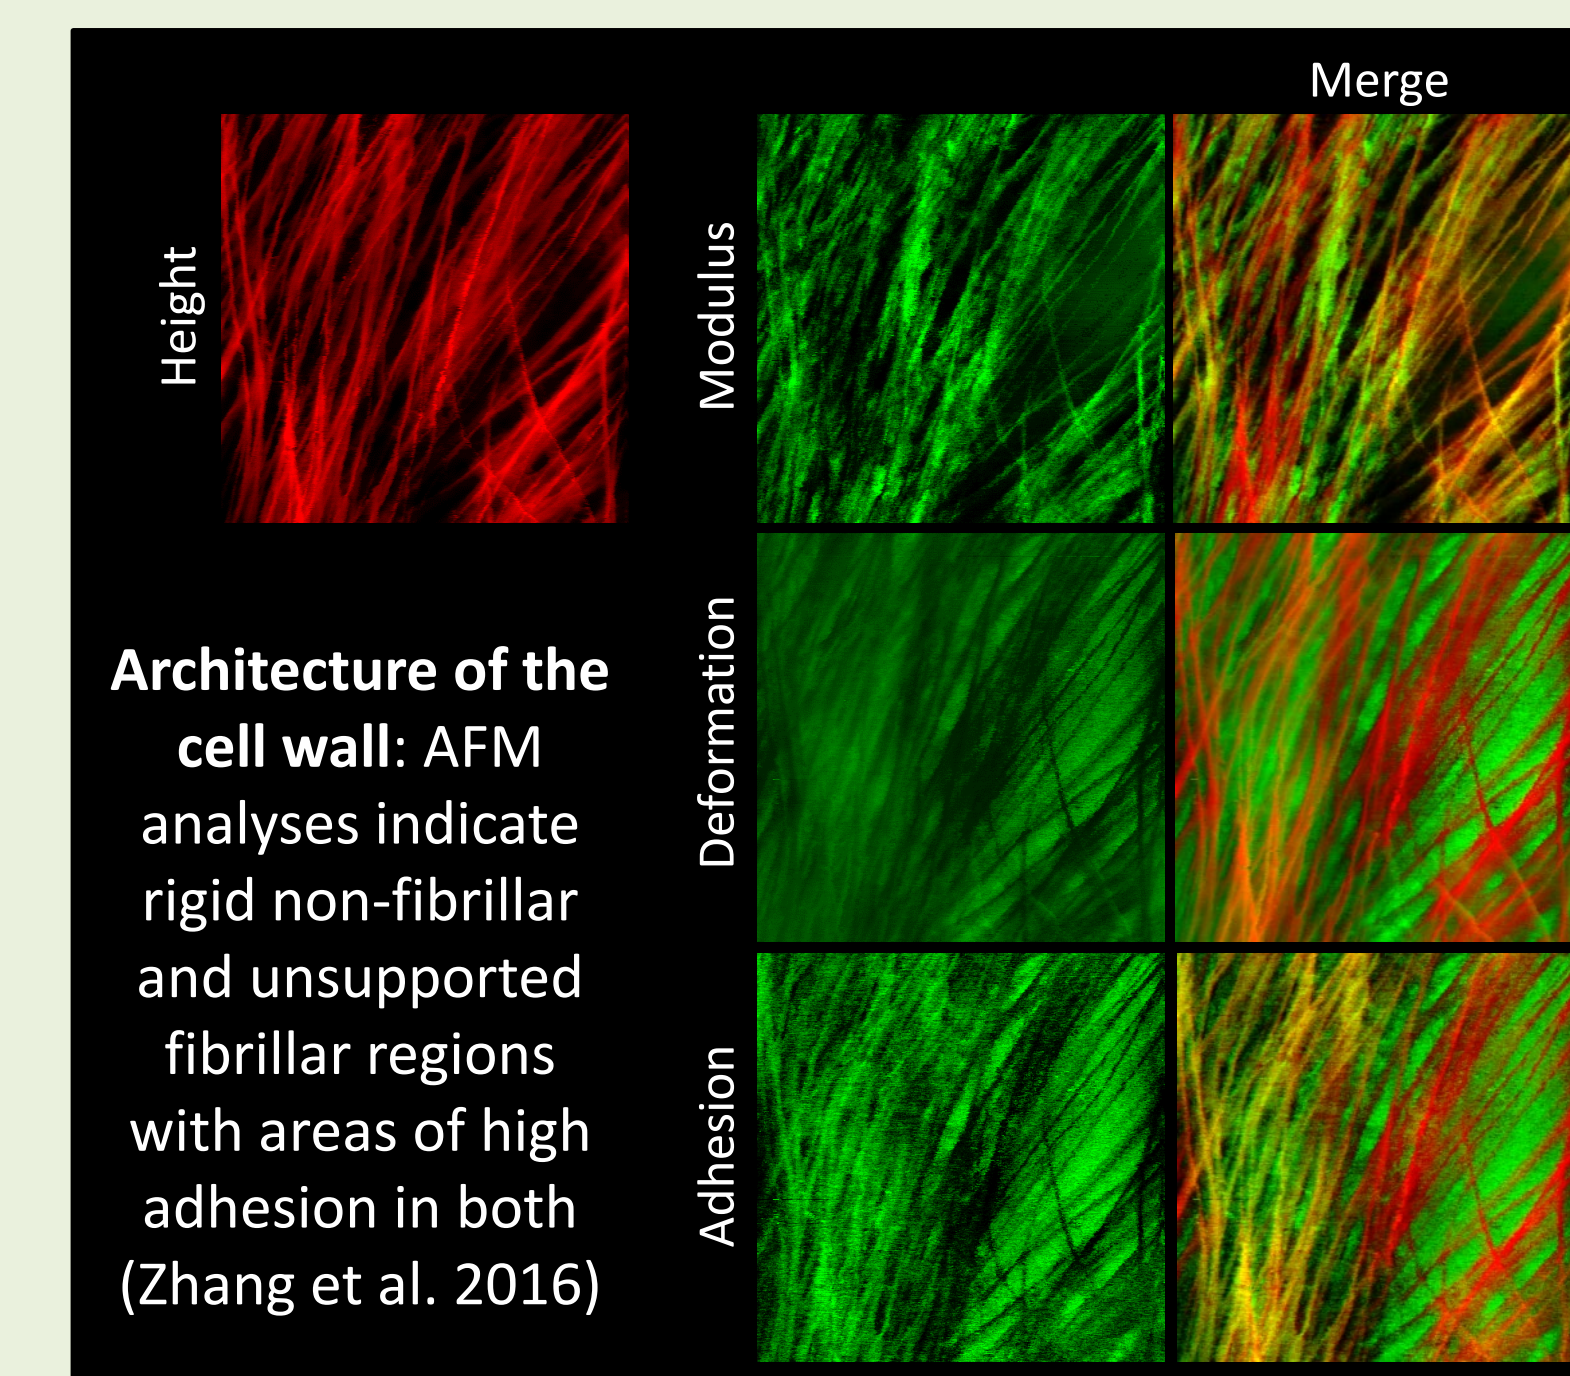 Merge
Height
Modulus
Architecture of the
cell wall: AFM
analyses indicate
rigid non-fibrillar
and unsupported
fibrillar regions
with areas of high
adhesion in both
(Zhang et al. 2016)
Deformation
Adhesion